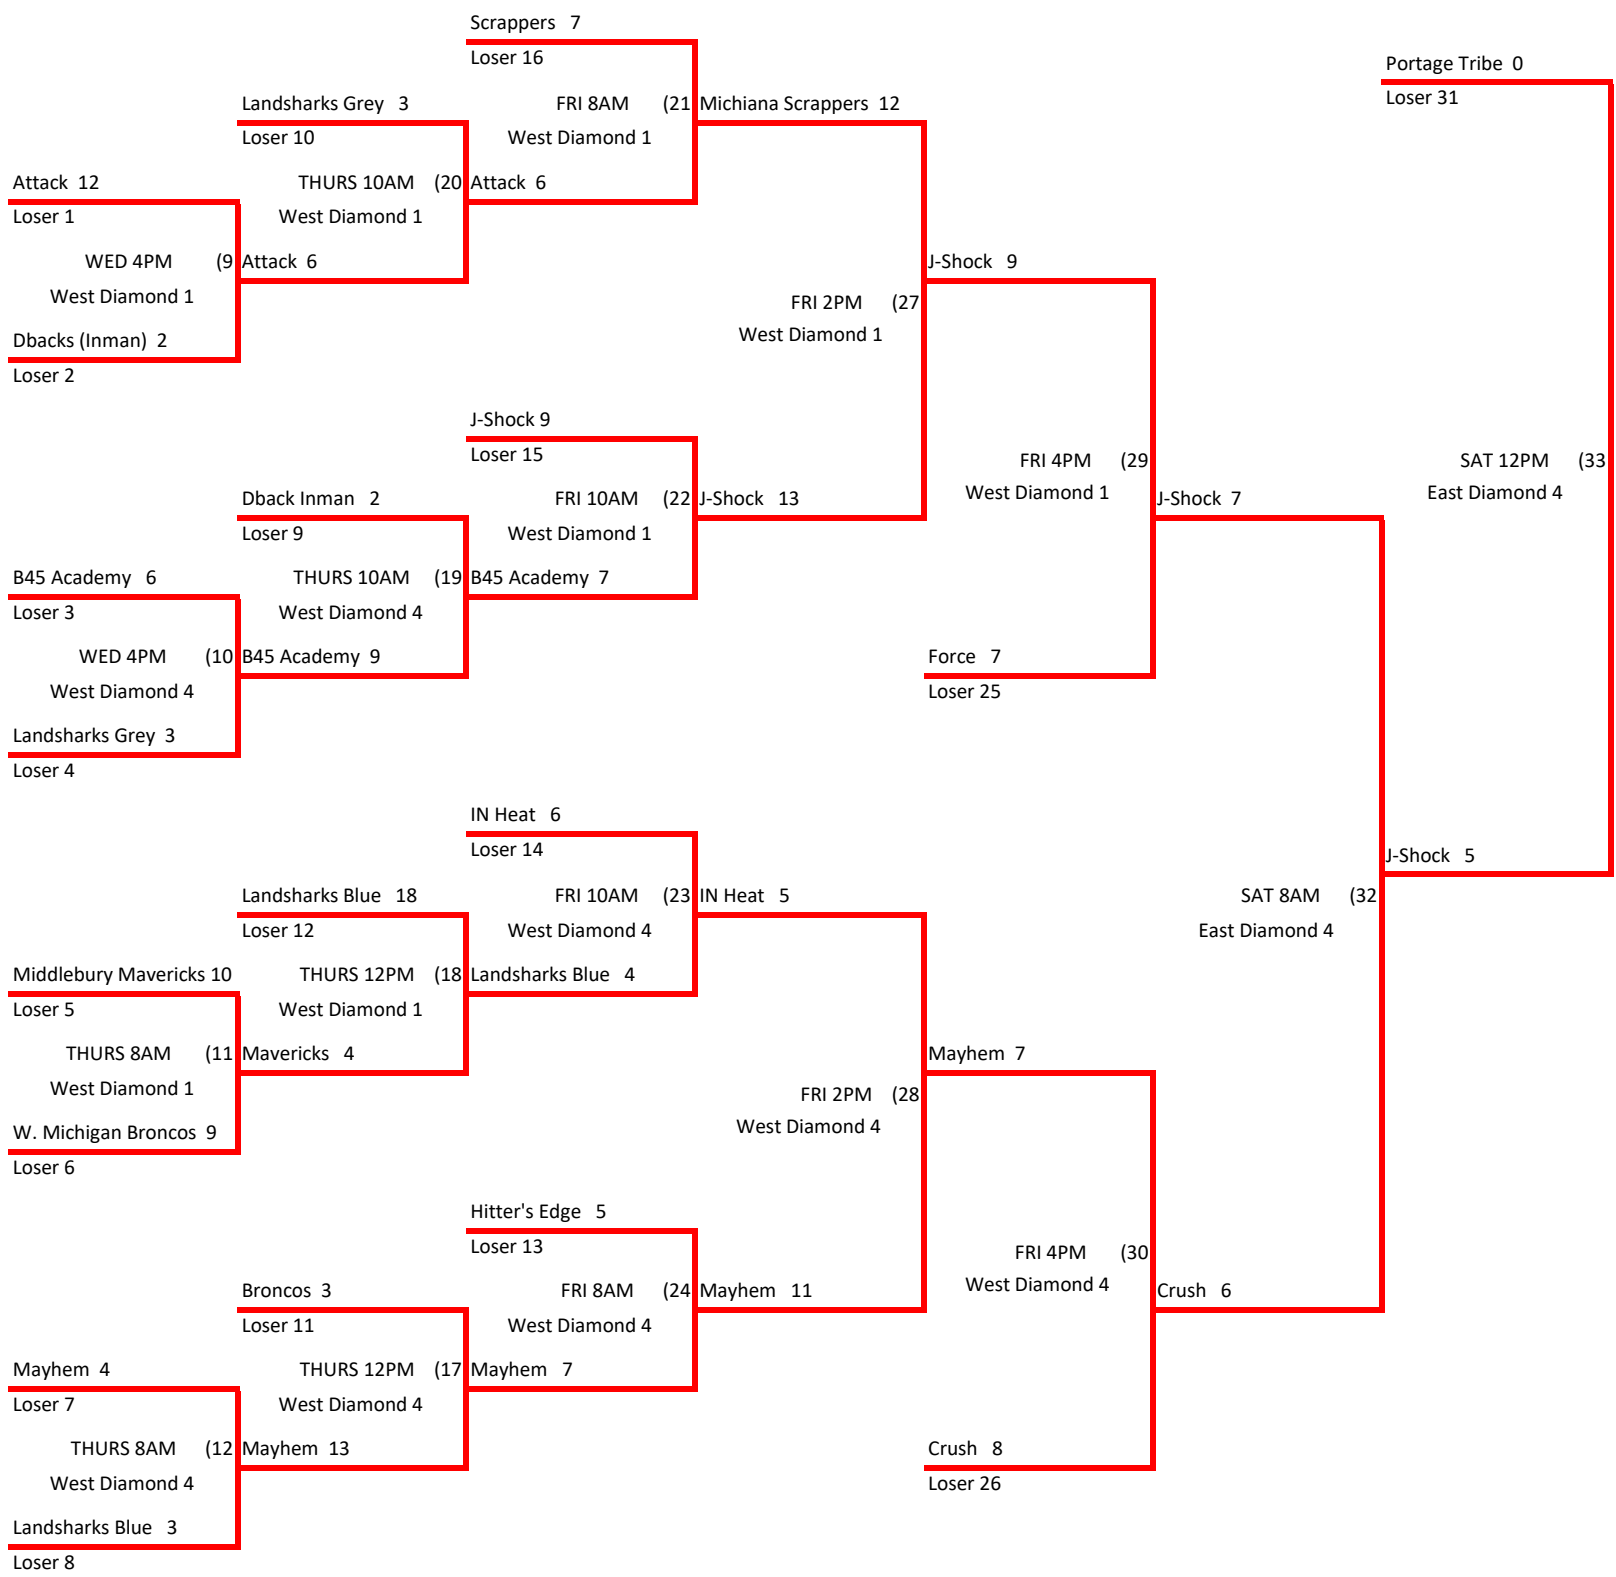 Scrappers 7
Loser 16
Portage Tribe 0
Loser 31
Landsharks Grey 3
FRI 8AM (21 Michiana Scrappers 12
Loser 10
West Diamond 1
Attack 12
THURS 10AM (20 Attack 6
Loser 1
West Diamond 1
WED 4PM (9 Attack 6
J-Shock 9
West Diamond 1
FRI 2PM (27
West Diamond 1
Dbacks (Inman) 2
Loser 2
J-Shock 9
Loser 15
FRI 4PM (29
SAT 12PM (33
West Diamond 1
East Diamond 4
Dback Inman 2
FRI 10AM (22 J-Shock 13
J-Shock 7
Loser 9
West Diamond 1
B45 Academy 6
THURS 10AM (19 B45 Academy 7
Loser 3
West Diamond 4
WED 4PM (10 B45 Academy 9
Force 7
West Diamond 4
Loser 25
Landsharks Grey 3
Loser 4
IN Heat 6
Loser 14
J-Shock 5
Landsharks Blue 18
FRI 10AM (23 IN Heat 5
SAT 8AM (32
Loser 12
West Diamond 4
East Diamond 4
Middlebury Mavericks 10
THURS 12PM (18 Landsharks Blue 4
Loser 5
West Diamond 1
THURS 8AM (11 Mavericks 4
Mayhem 7
West Diamond 1
FRI 2PM (28
West Diamond 4
W. Michigan Broncos 9
Loser 6
Hitter's Edge 5
Loser 13
FRI 4PM (30
West Diamond 4
Broncos 3
FRI 8AM (24 Mayhem 11
Crush 6
Loser 11
West Diamond 4
Mayhem 4
THURS 12PM (17 Mayhem 7
Loser 7
West Diamond 4
THURS 8AM (12 Mayhem 13
Crush 8
West Diamond 4
Loser 26
Landsharks Blue 3
Loser 8